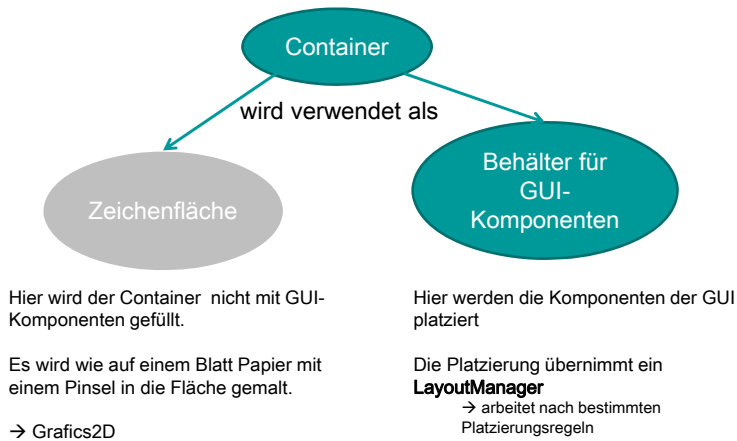 Container
wird verwendet als
Zeichenfläche
Behälter für
GUI-
Komponenten
Hier wird der Container nicht mit GUI-
Komponenten gefüllt.
Es wird wie auf einem Blatt Papier mit
einem Pinsel in die Fläche gemalt.
→ Grafics2D
Hier werden die Komponenten der GUI
platziert
Die Platzierung übernimmt ein
LayoutManager
→ arbeitet nach bestimmten
Platzierungsregeln